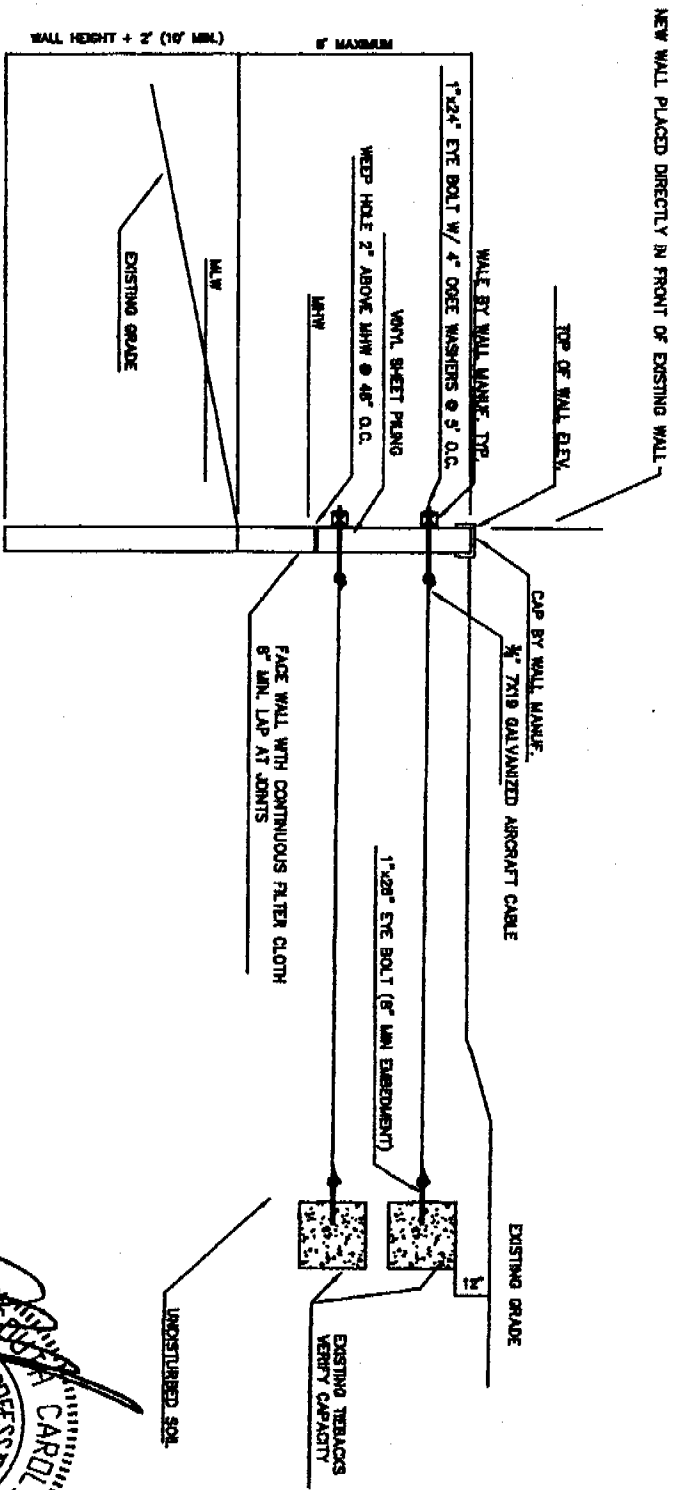 NEW WALL PLACED DIRECTLY IN FRONT OF EXISTING WALL
TOP OF WALL ELEV.
CAP BY WALL MANUF.
WALE BY WALL MANUF. TYP.
7X19 GALVANIZED AIRCRAFT CABLE
1"x24" EYE BOLT W/ 4" OGEE WASHERS @ 5' O.C.
VINYL SHEET PILING
WEEP HOLE 2" ABOVE MHW @ 48" O.C.
MHW
MLW
EXISTING GRADE
8' MAXIMUM
WALL HEIGHT + 2' (10' MIN.)
FACE WALL WITH CONTINUOUS FILTER CLOTH
6" MIN. LAP AT JOINTS
1"x28" EYE BOLT (8" MIN EMBEDMENT)
EXISTING GRADE
12"
EXISTING TIEBACKS
VERIFY CAPACITY
UNDISTURBED SOIL